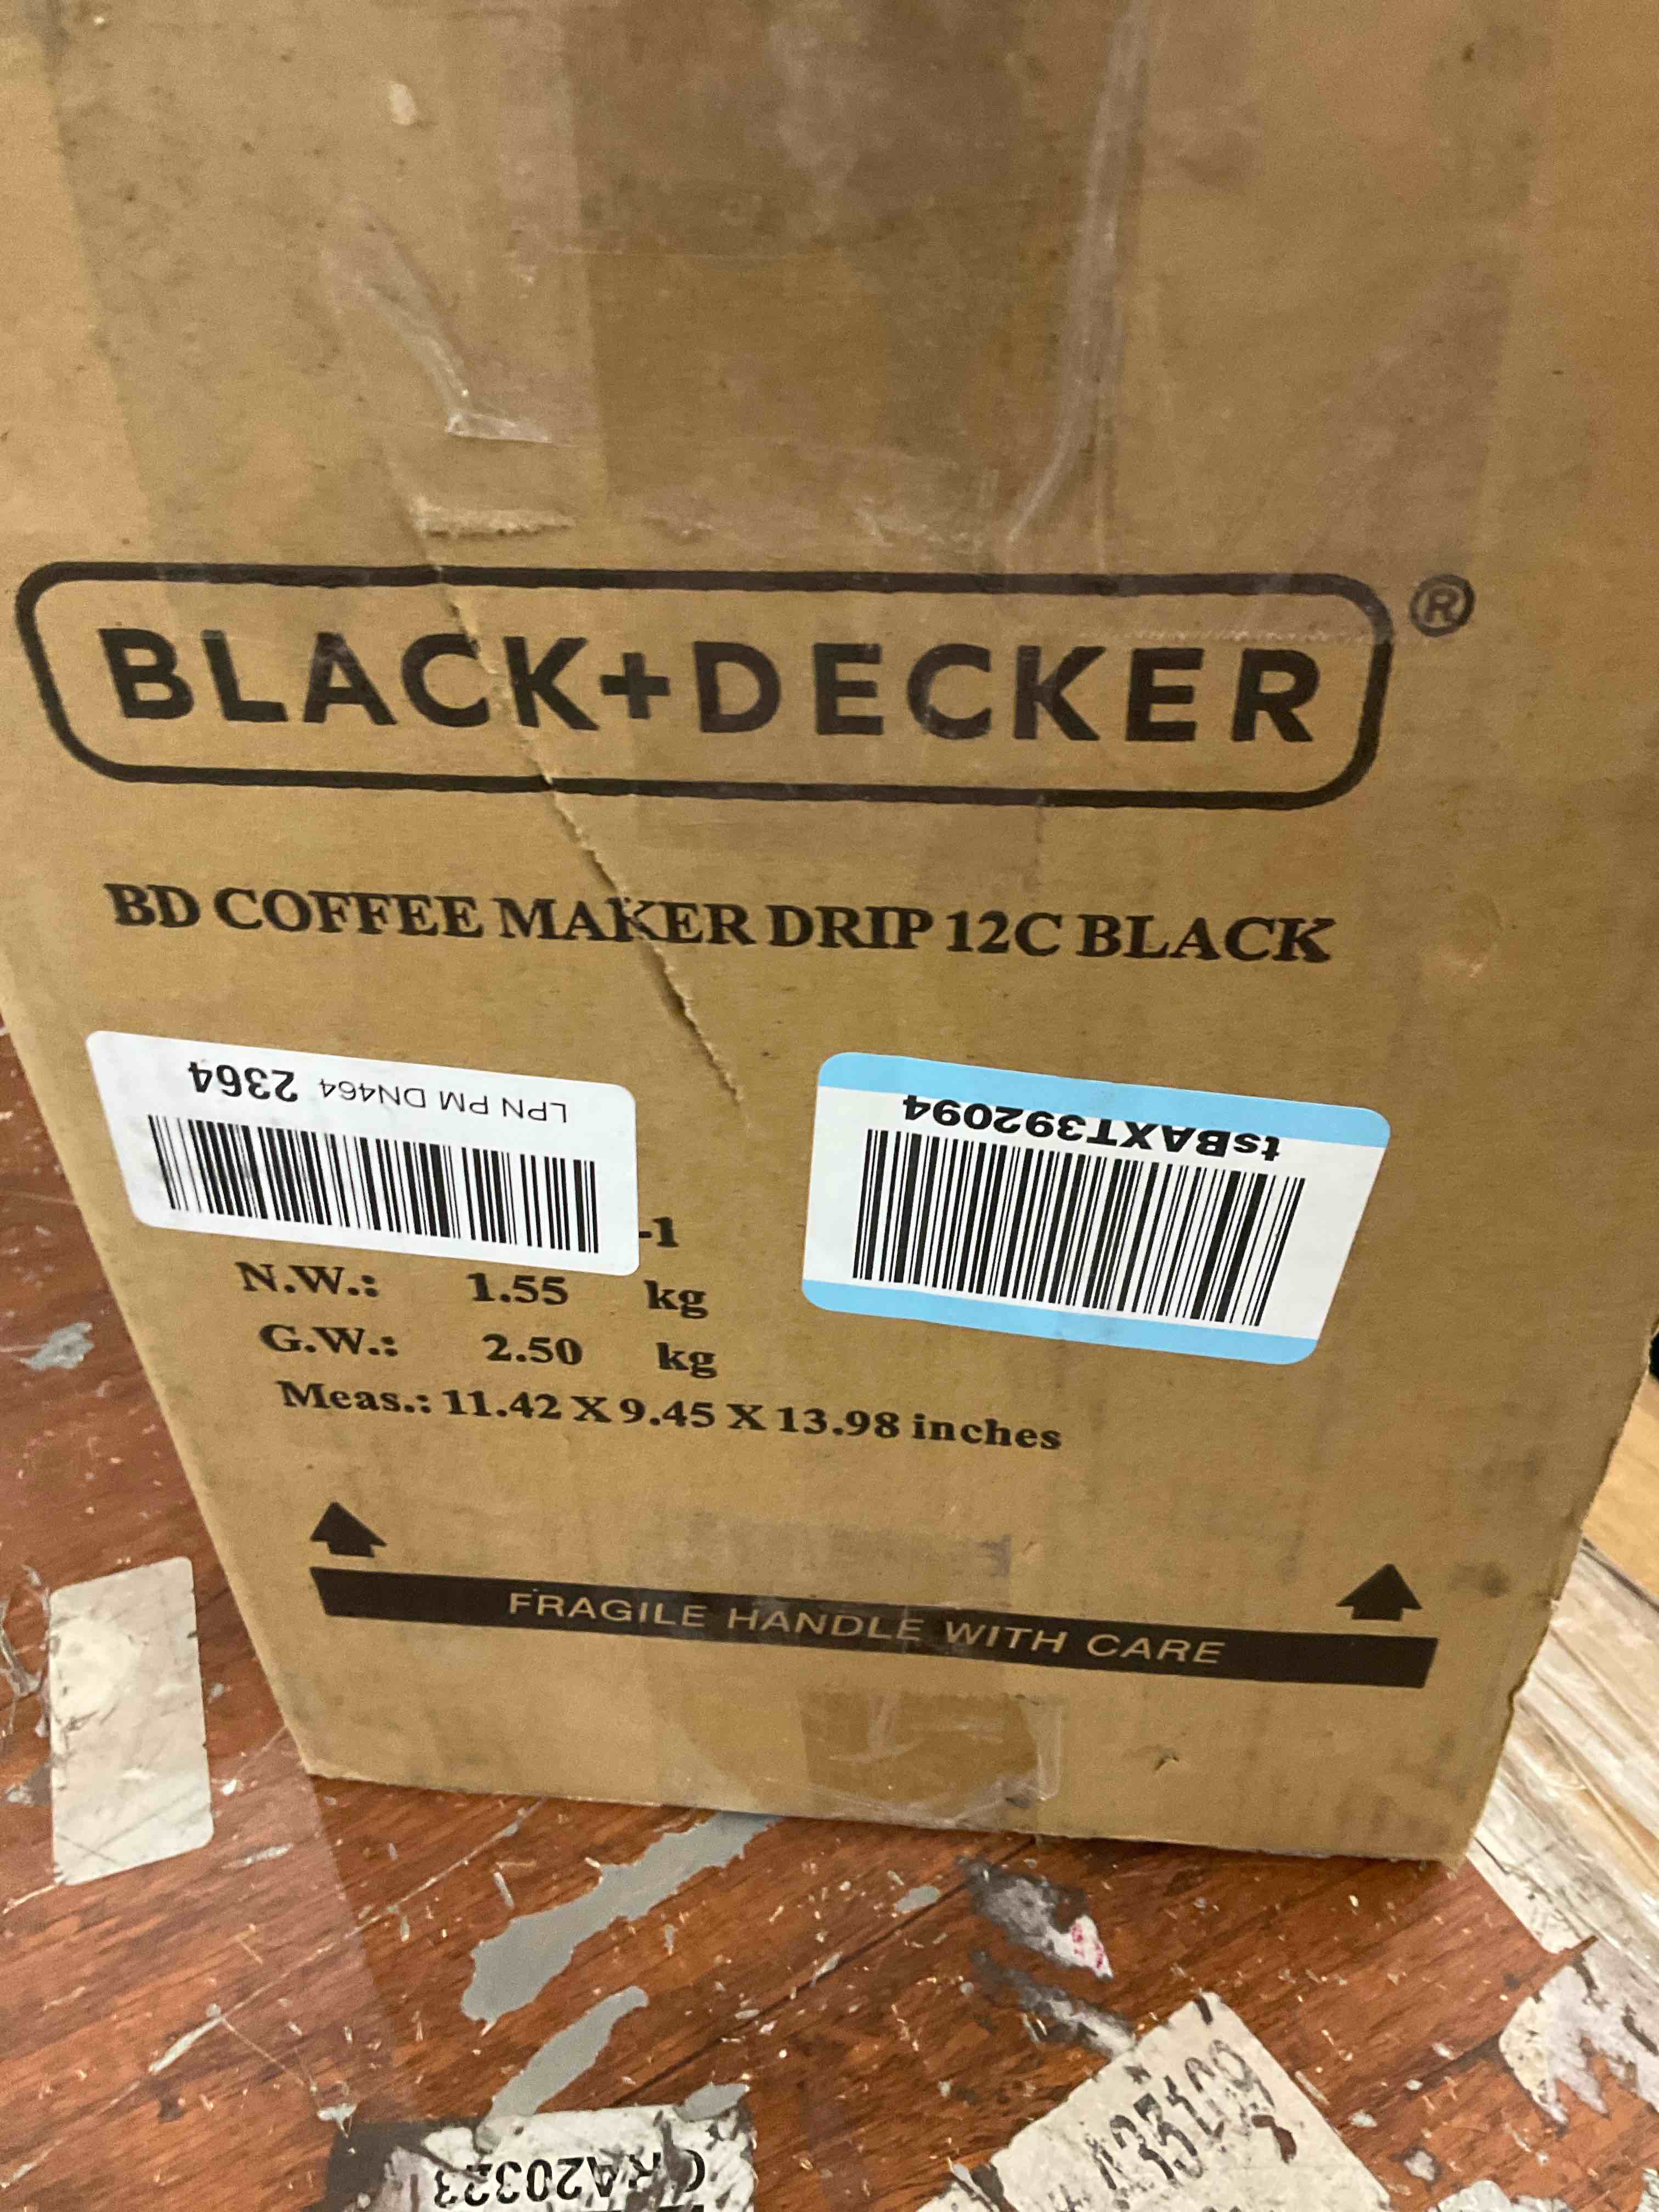 BLACK+DECKER®
BD COFFEE MAKER DRIP 12C BLACK
LPN PM DN464 2364
tsBAXT392094
-1
N.W.: 1.55 kg
G.W.: 2.50 kg
Meas.: 11.42 X 9.45 X 13.98 inches
FRAGILE HANDLE WITH CARE